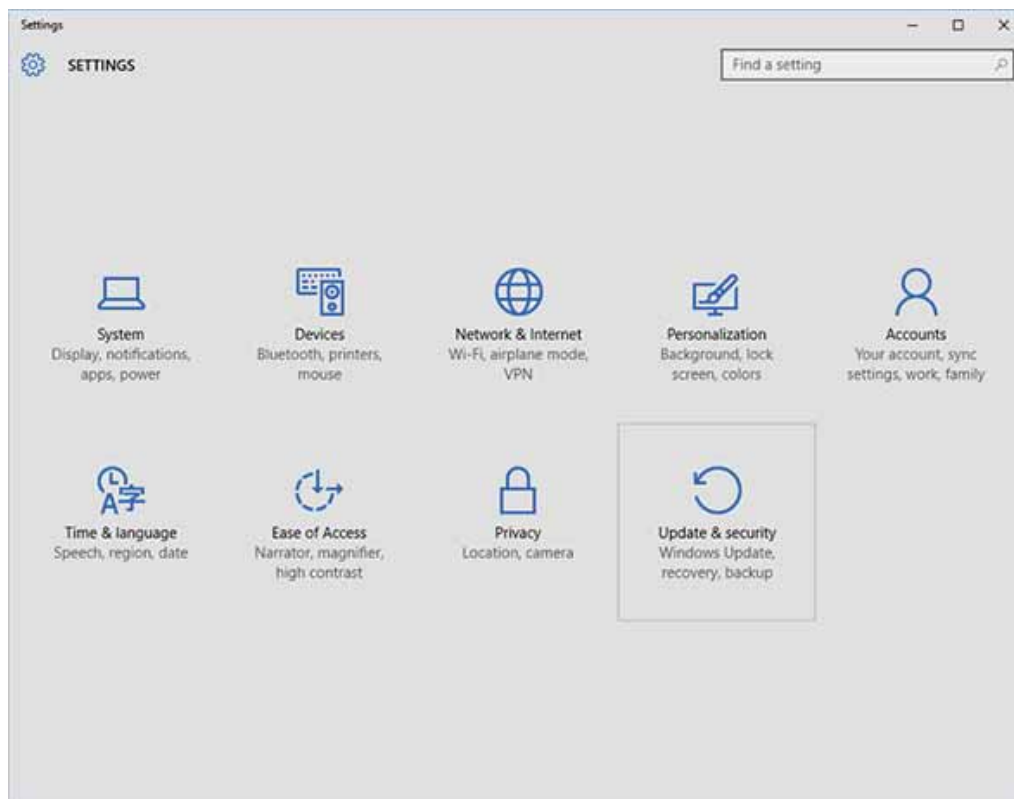 Settings
SETTINGS
Find a setting
System
Display, notifications,
apps, power
Devices
Bluetooth, printers,
mouse
Network & Internet
Wi-Fi, airplane mode,
VPN
Personalization
Background, lock
screen, colors
Accounts
Your account, sync
settings, work, family
A字
Time & language
Speech, region, date
Ease of Access
Narrator, magnifier,
high contrast
Privacy
Location, camera
Update & security
Windows Update,
recovery, backup